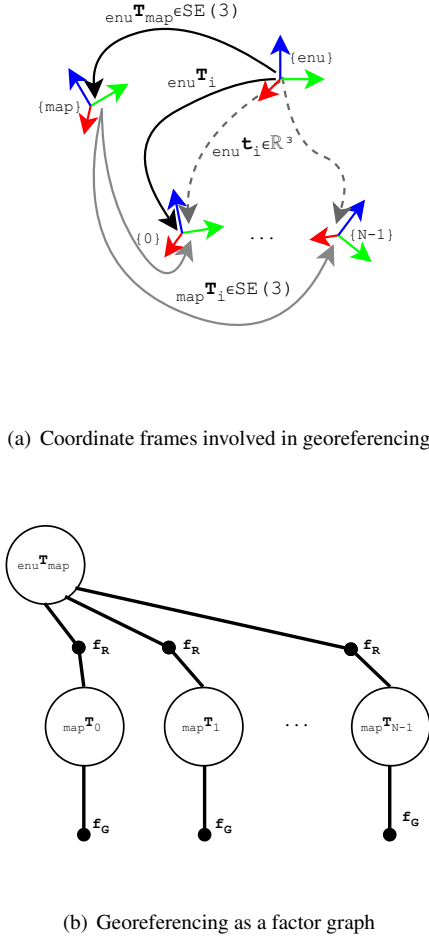 enuTmap∈SE(3)
{enu}
enuTi
{map}
enuti∈ℝ³
{0}
...
{N-1}
mapTi∈SE(3)
(a) Coordinate frames involved in georeferencing
enuTmap
fR fR fR
mapT0 mapT1 ... mapTN-1
fG fG fG
(b) Georeferencing as a factor graph